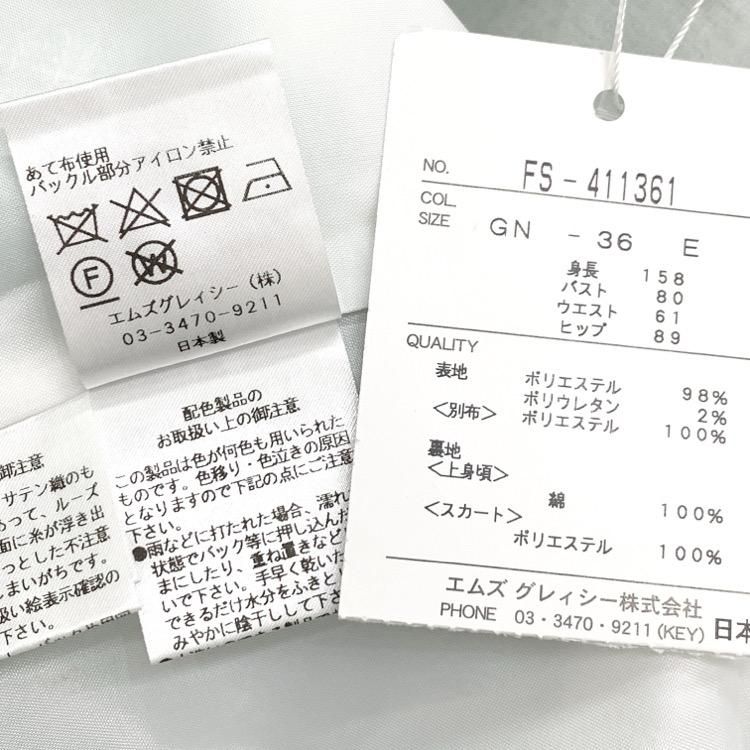 あて布使用
バックル部分アイロン禁止
F
W
エムズグレィシー（株）
03-3470-9211
日本製
配色製品の
お取扱い上の御注意
この製品は色が何色も用いられた
ものです。色移り・色泣きの原因
となりますので下記の点にご注意
下さい。
●雨などに打たれた場合、濡れ
状態でバック等に押し込んだ
まにしたり、重ね置きなど
いで下さい。手早く乾いた
できるだけ水分をふきと
みやかに陰干しして下さ
御注意
サテン織のも
あって、ルーズ
面に糸が浮き出
っとした不注意
しまいがちです。
扱い絵表示確認の
下さい。
NO. FS-411361
COL.
SIZE GN -36 E
身長 158
バスト 80
ウエスト 61
ヒップ 89
QUALITY
表地 ポリエステル 98%
ポリウレタン 2%
＜別布＞ ポリエステル 100%
裏地
＜上身頃＞
綿 100%
＜スカート＞
ポリエステル 100%
エムズ グレィシー株式会社
PHONE 03・3470・9211(KEY) 日本